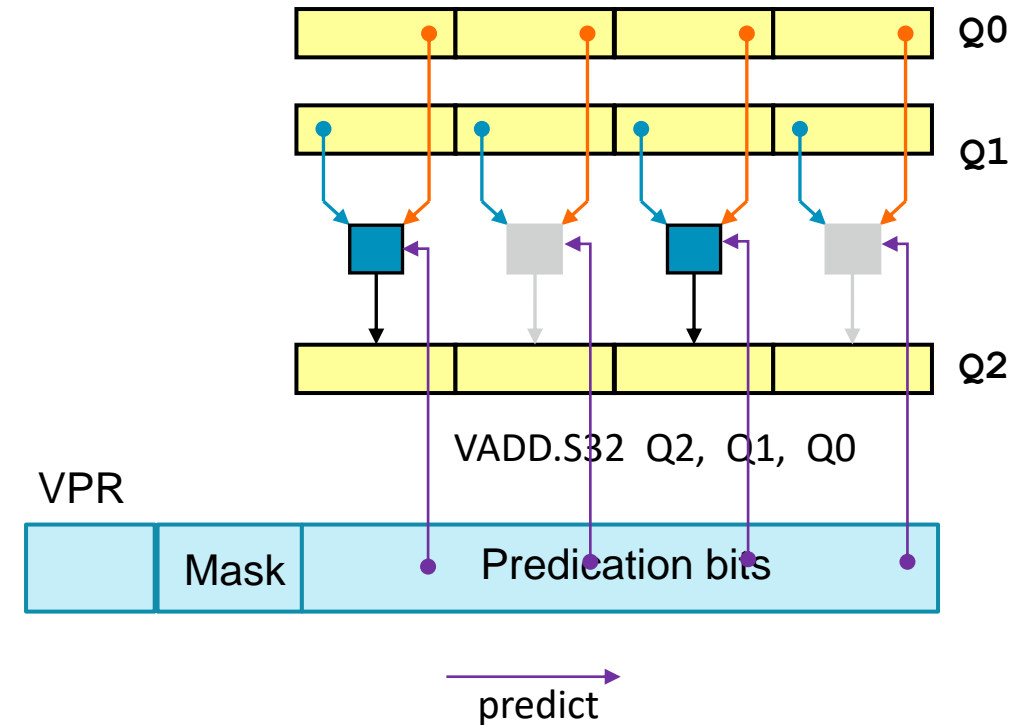 Q0
Q1
Q2
VADD.S32 Q2, Q1, Q0
VPR
Mask Predication bits
predict